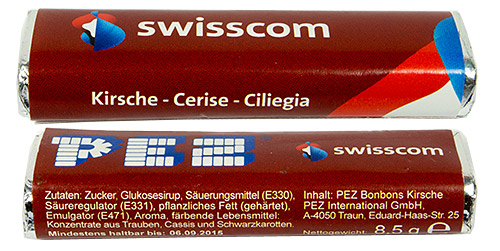 swisscom
Kirsche - Cerise - Ciliegia
PEZ
swisscom
Zutaten: Zucker, Glukosesirup, Säuerungsmittel (E330),
Säurerregulator (E331), pflanzliches Fett (gehärtet),
Emulgator (E471), Aroma, färbende Lebensmittel:
Konzentrate aus Trauben, Cassis und Schwarzkarotten.
Mindestens haltbar bis: 06.09.2015
Inhalt: PEZ Bonbons Kirsche
PEZ International GmbH,
A-4050 Traun, Eduard-Haas-Str. 25
Nettogewicht: 8.5 g e